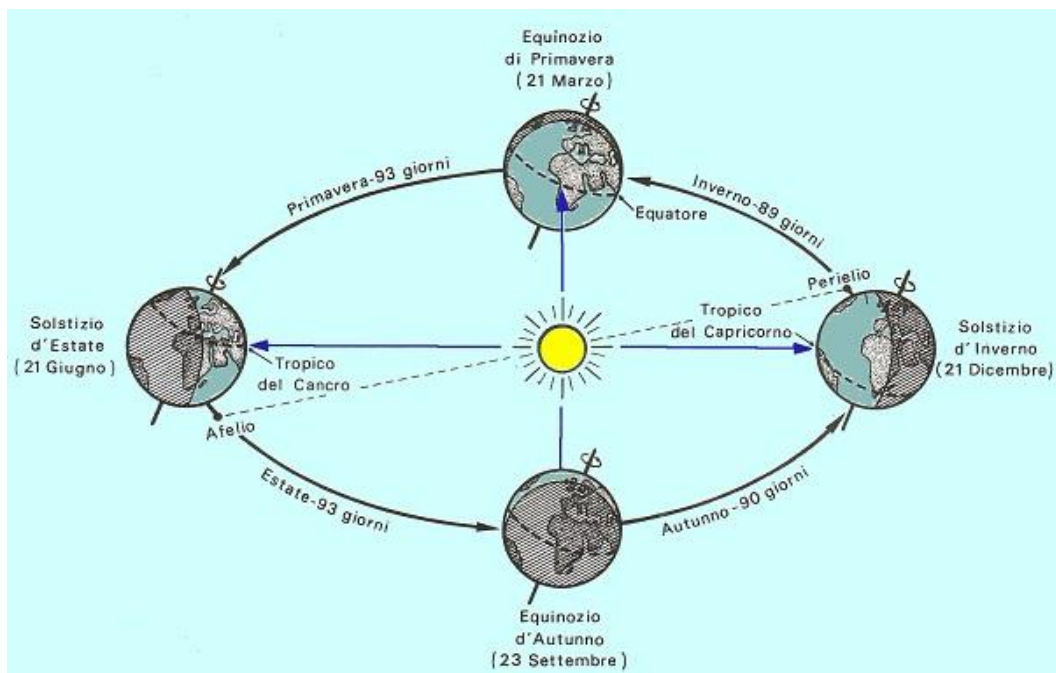 Equinozio
di Primavera
(21 Marzo)
Primavera-93 giorni
Inverno-89 giorni
Equatore
Perielio
Tropico
del Capricorno
Solstizio
d'Estate
(21 Giugno)
Tropico
del Cancro
Solstizio
d'Inverno
(21 Dicembre)
Afelio
Estate-93 giorni
Autunno-90 giorni
Equinozio
d'Autunno
(23 Settembre)